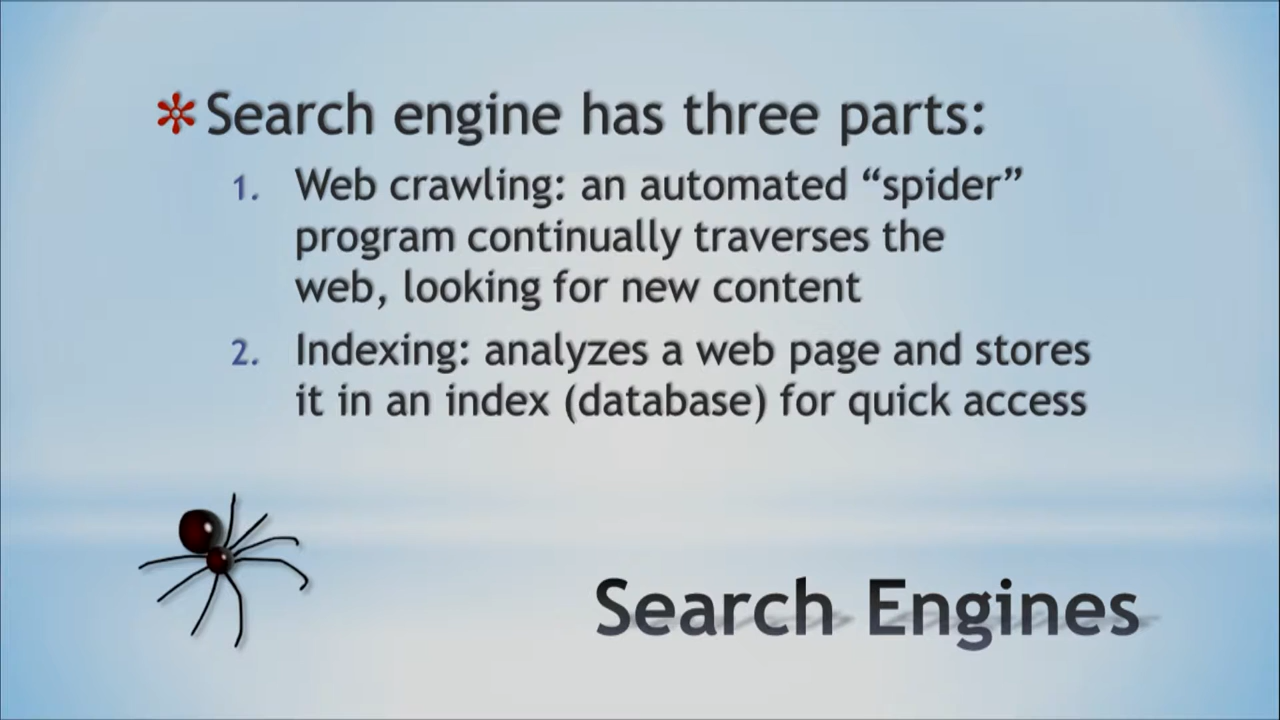 * Search engine has three parts:
1. Web crawling: an automated “spider”
program continually traverses the
web, looking for new content
2. Indexing: analyzes a web page and stores
it in an index (database) for quick access
Search Engines